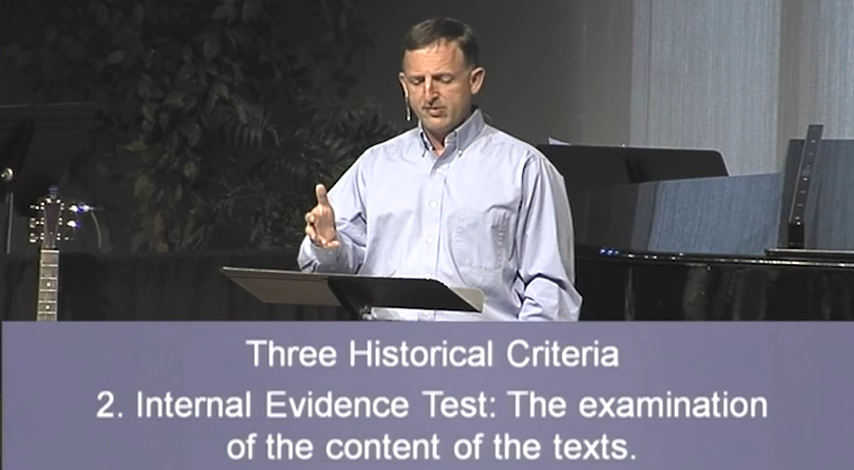 Three Historical Criteria
2. Internal Evidence Test: The examination
of the content of the texts.